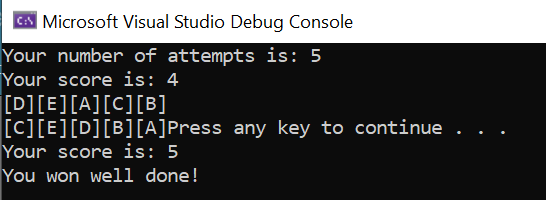 Microsoft Visual Studio Debug Console
Your number of attempts is: 5
Your score is: 4
[D][E][A][C][B]
[C][E][D][B][A]Press any key to continue . . .
Your score is: 5
You won well done!